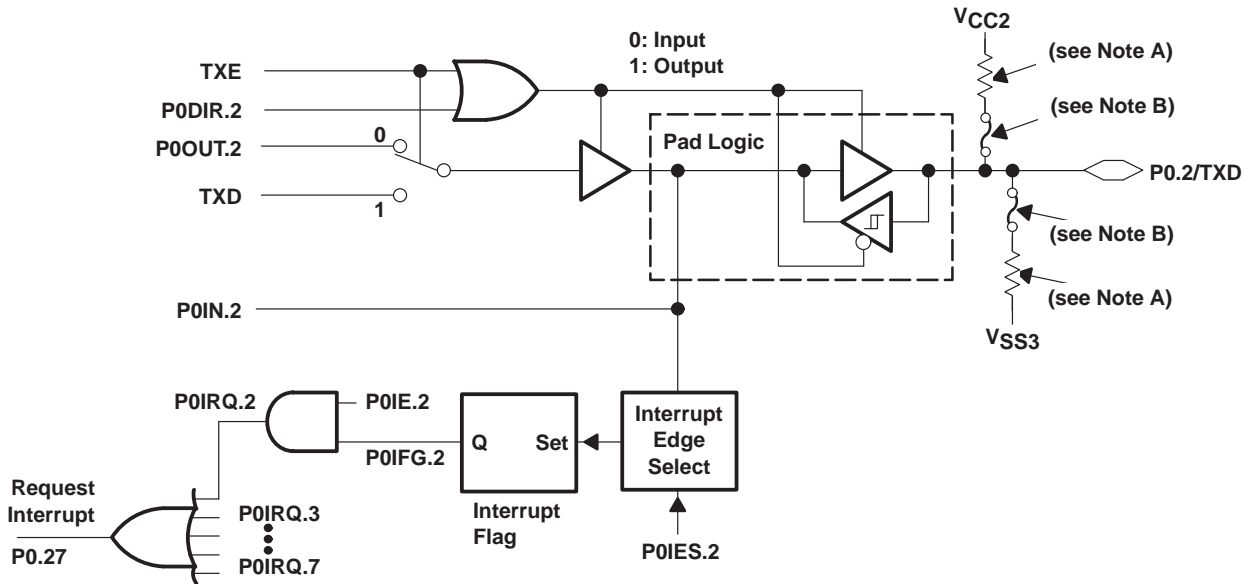 VCC2
0: Input
1: Output
(see Note A)
TXE
P0DIR.2
(see Note B)
0
Pad Logic
P0OUT.2
P0.2/TXD
TXD
1
(see Note B)
(see Note A)
P0IN.2
VSS3
P0IRQ.2
P0IE.2
Interrupt
Edge
Select
Q
Set
P0IFG.2
Request
Interrupt
P0IRQ.3
Interrupt
Flag
P0.27
P0IRQ.7
P0IES.2